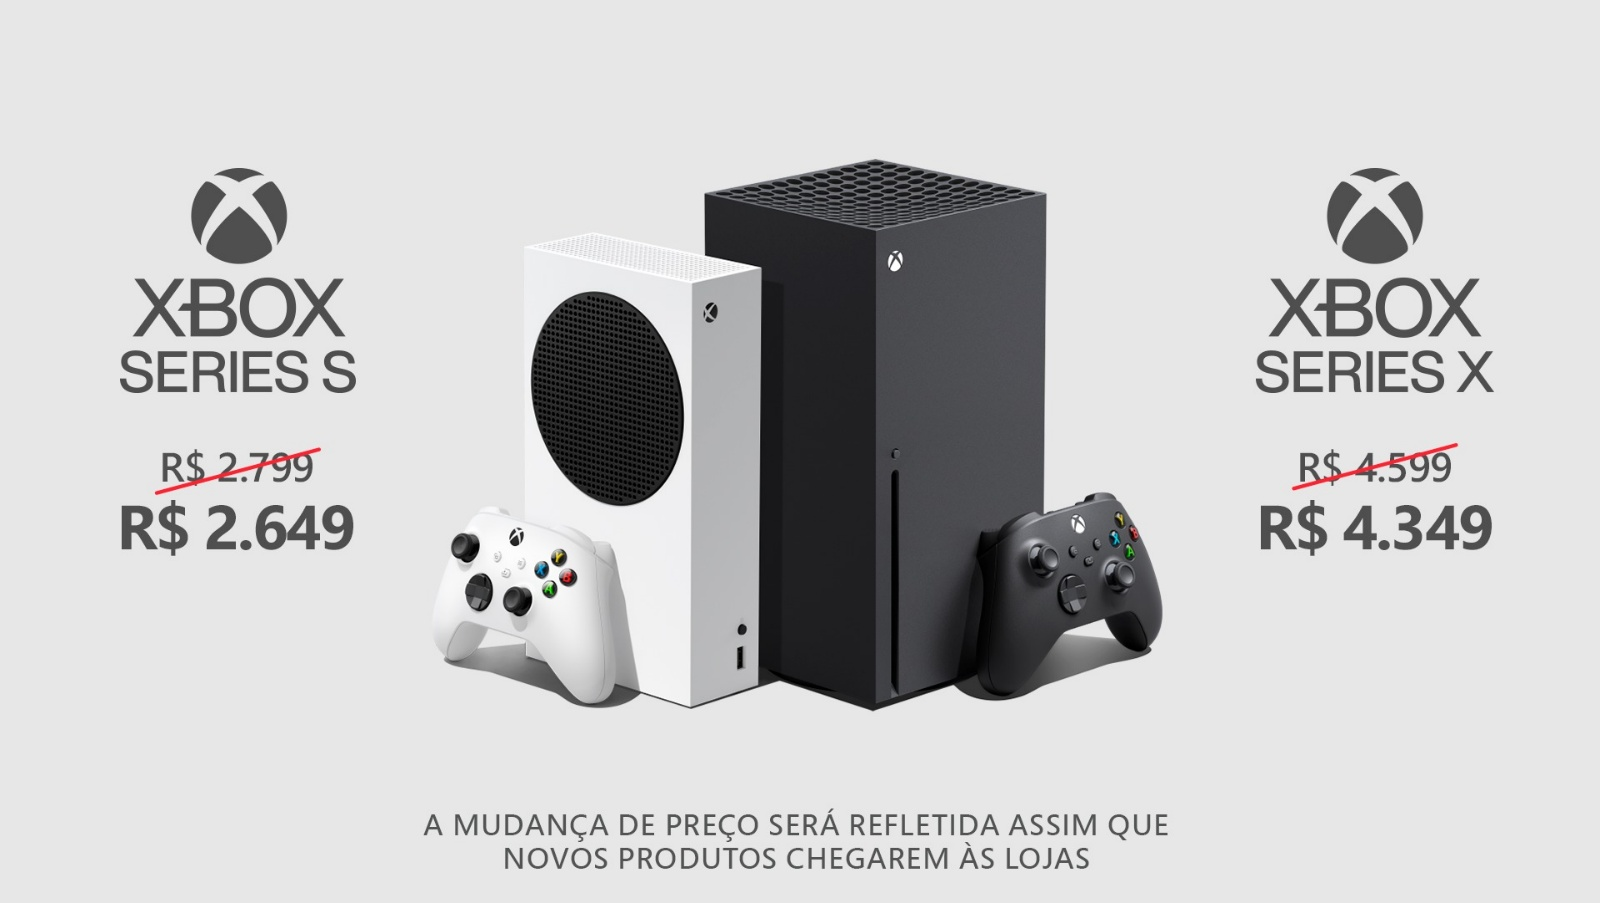 XBOX
SERIES S
R$ 2.799
R$ 2.649
XBOX
SERIES X
R$ 4.599
R$ 4.349
Y
X
B
A
Y
X
B
A
A MUDANÇA DE PREÇO SERÁ REFLETIDA ASSIM QUE
NOVOS PRODUTOS CHEGAREM ÀS LOJAS